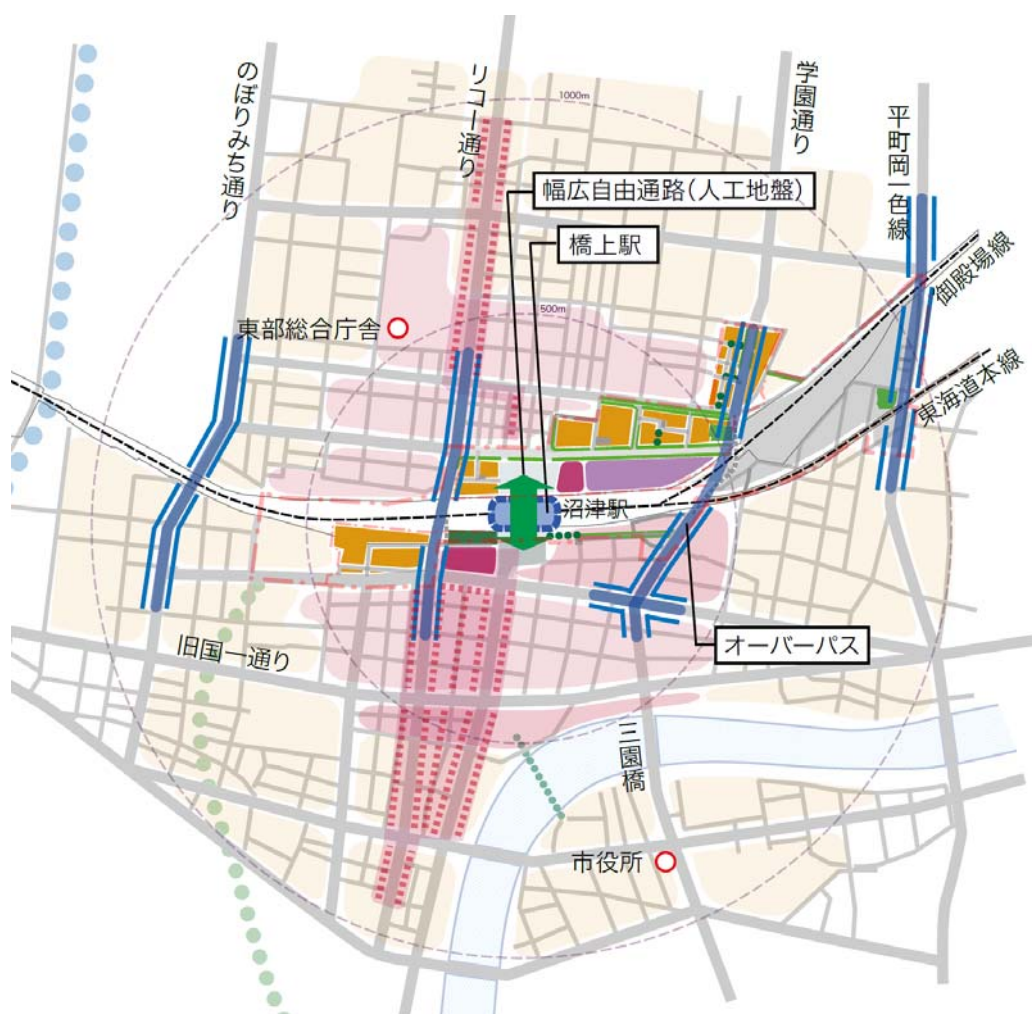 のぼりみち通り
リコー通り
学園通り
平町岡一色線
1000m
幅広自由通路(人工地盤)
橋上駅
御殿場線
500m
東部総合庁舎
東海道本線
沼津駅
オーバーパス
旧国一通り
三園橋
市役所